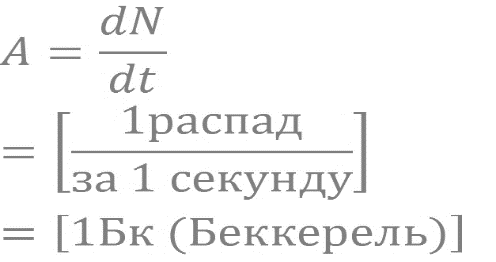 A = dN/dt
= [1распад/за 1 секунду]
= [1Бк (Беккерель)]